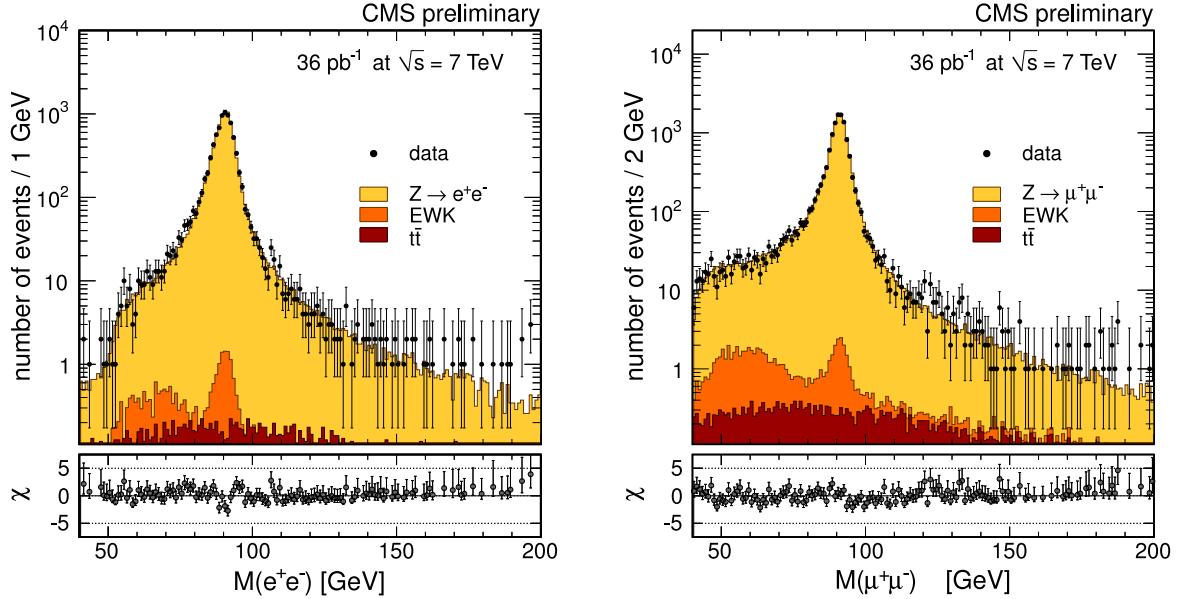 CMS preliminary
36 pb⁻¹ at √s = 7 TeV
number of events / 1 GeV
10⁴
10³
10²
10
1
data
Z → e⁺e⁻
EWK
tt̄
χ
5
0
-5
50 100 150 200
M(e⁺e⁻) [GeV]
CMS preliminary
36 pb⁻¹ at √s = 7 TeV
number of events / 2 GeV
10⁴
10³
10²
10
1
data
Z → μ⁺μ⁻
EWK
tt̄
χ
5
0
-5
50 100 150 200
M(μ⁺μ⁻) [GeV]